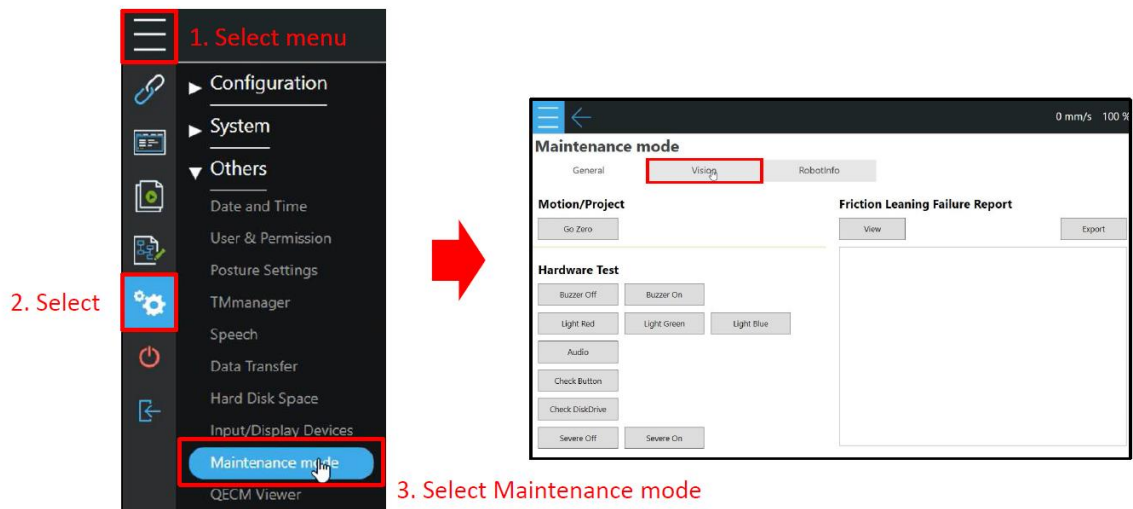 1. Select menu
Configuration
System
Others
Date and Time
User & Permission
Posture Settings
TMmanager
Speech
Data Transfer
Hard Disk Space
Input/Display Devices
Maintenance mode
QECM Viewer
2. Select
3. Select Maintenance mode
0 mm/s 100 %
Maintenance mode
General Vision RobotInfo
Motion/Project
Go Zero
Friction Leaning Failure Report
View Export
Hardware Test
Buzzer Off Buzzer On
Light Red Light Green Light Blue
Audio
Check Button
Check DiskDrive
Severe Off Severe On